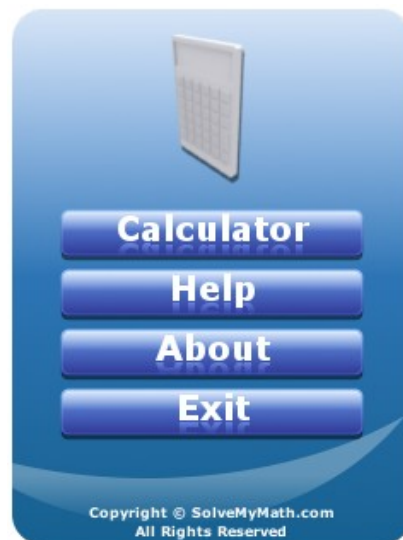 Calculator
Help
About
Exit
Copyright © SolveMyMath.com
All Rights Reserved